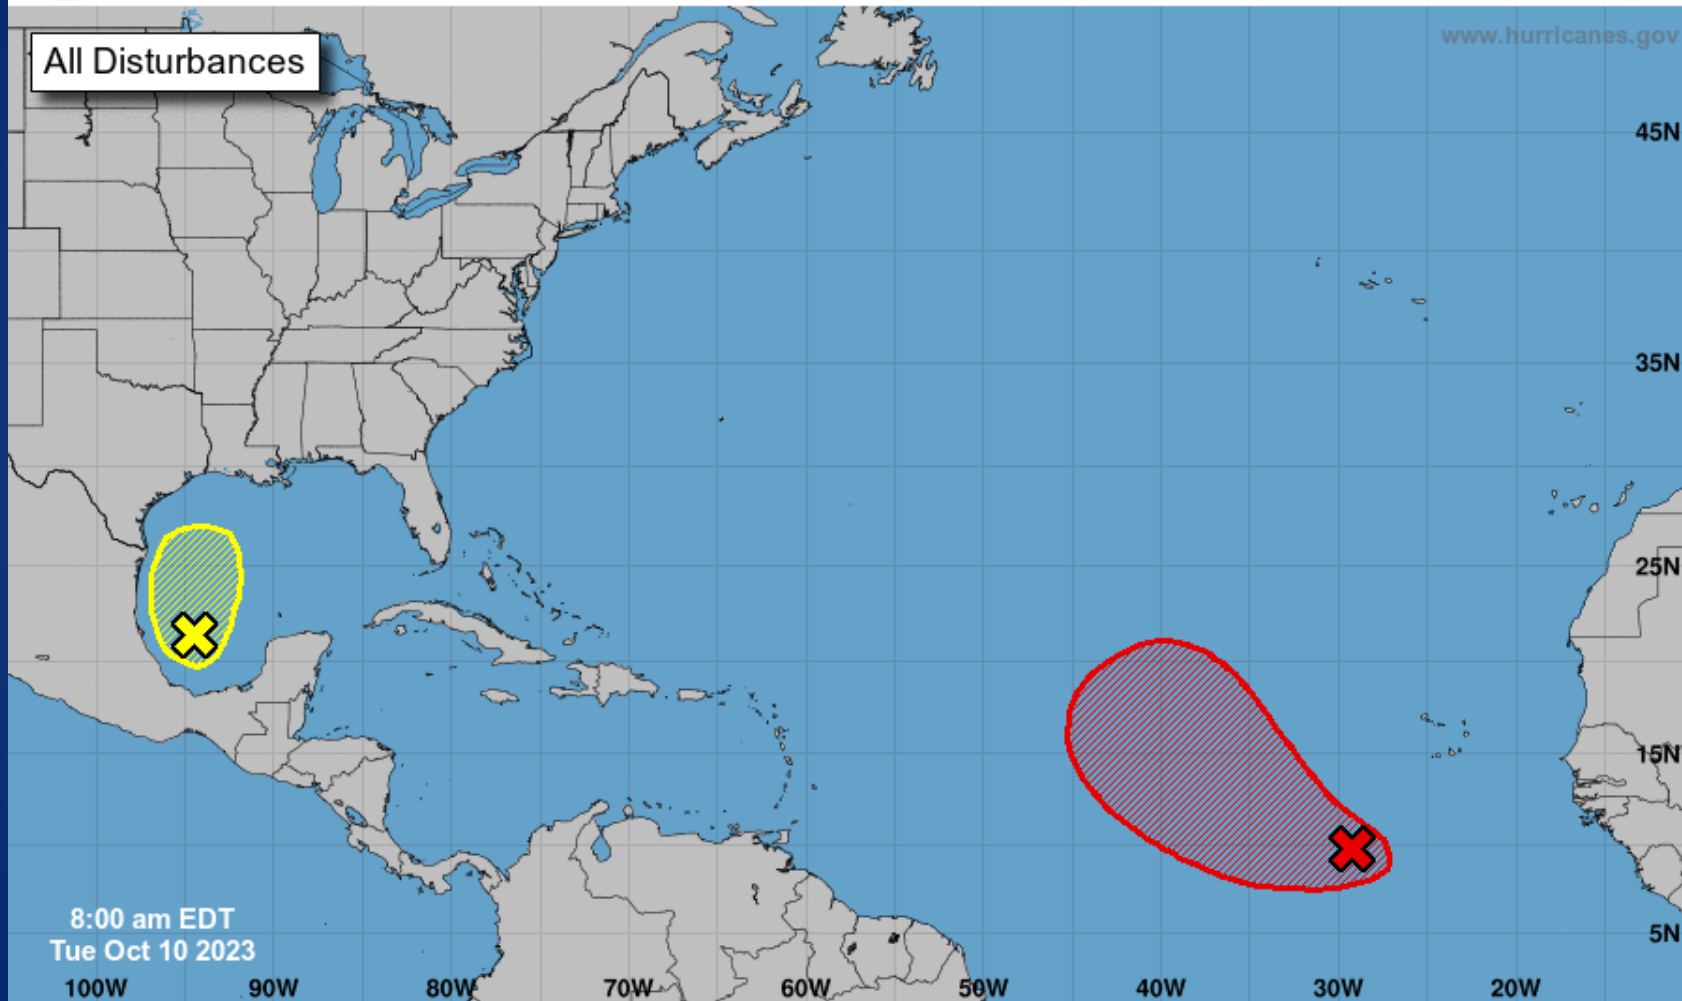 All Disturbances
www.hurricanes.gov
45N
35N
25N
15N
5N
8:00 am EDT
Tue Oct 10 2023
100W 90W 80W 70W 60W 50W 40W 30W 20W